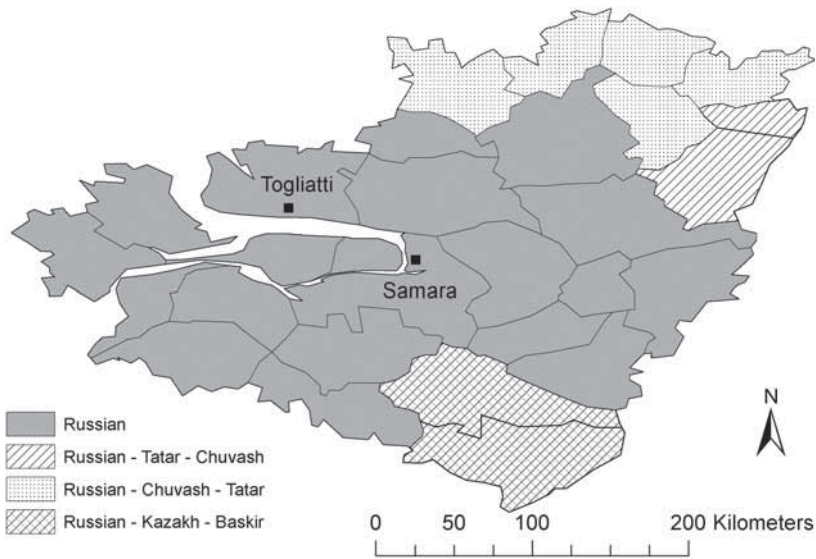 Togliatti
Samara
Russian
Russian - Tatar - Chuvash
Russian - Chuvash - Tatar
Russian - Kazakh - Baskir
N
0 50 100 200 Kilometers